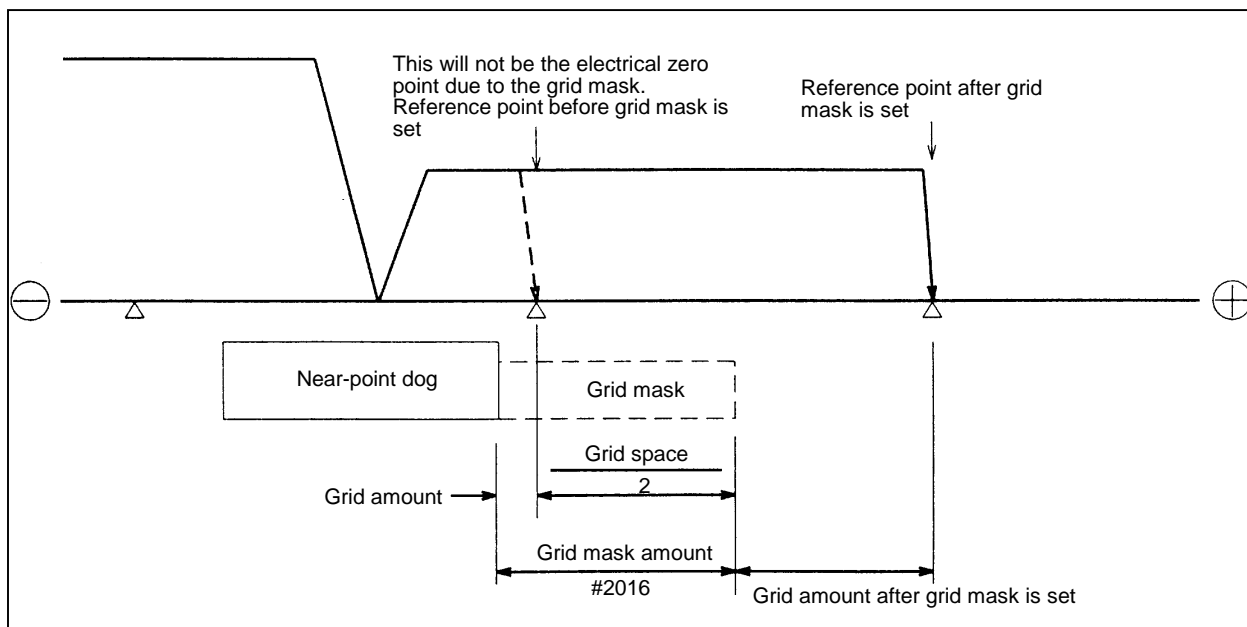 This will not be the electrical zero
point due to the grid mask.
Reference point before grid mask is
set
Reference point after grid
mask is set
Near-point dog
Grid mask
Grid space
2
Grid amount
Grid mask amount
#2016
Grid amount after grid mask is set